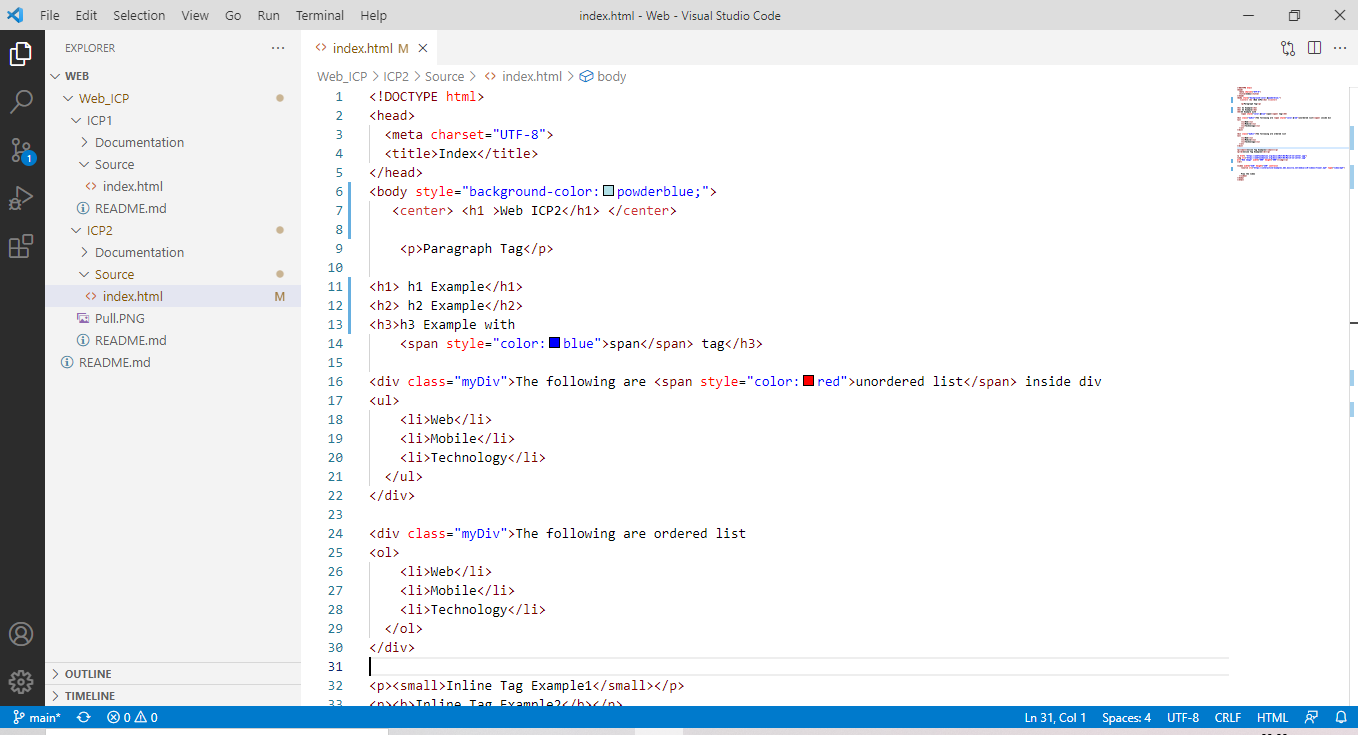 File Edit Selection View Go Run Terminal Help
index.html - Web - Visual Studio Code
EXPLORER
WEB
Web_ICP
ICP1
Documentation
Source
index.html
README.md
ICP2
Documentation
Source
index.html M
Pull.PNG
README.md
README.md
OUTLINE
TIMELINE
1
index.html M
Web_ICP > ICP2 > Source > index.html > body
1 <!DOCTYPE html>
2 <head>
3 <meta charset="UTF-8">
4 <title>Index</title>
5 </head>
6 <body style="background-color:powderblue;">
7 <center> <h1 >Web ICP2</h1> </center>
8
9 <p>Paragraph Tag</p>
10
11 <h1> h1 Example</h1>
12 <h2> h2 Example</h2>
13 <h3>h3 Example with
14 <span style="color:blue">span</span> tag</h3>
15
16 <div class="myDiv">The following are <span style="color:red">unordered list</span> inside div
17 <ul>
18 <li>Web</li>
19 <li>Mobile</li>
20 <li>Technology</li>
21 </ul>
22 </div>
23
24 <div class="myDiv">The following are ordered list
25 <ol>
26 <li>Web</li>
27 <li>Mobile</li>
28 <li>Technology</li>
29 </ol>
30 </div>
31
32 <p><small>Inline Tag Example1</small></p>
33 <p><b>Inline Tag Example2</b></p>
main* 0 0 Ln 31, Col 1 Spaces: 4 UTF-8 CRLF HTML